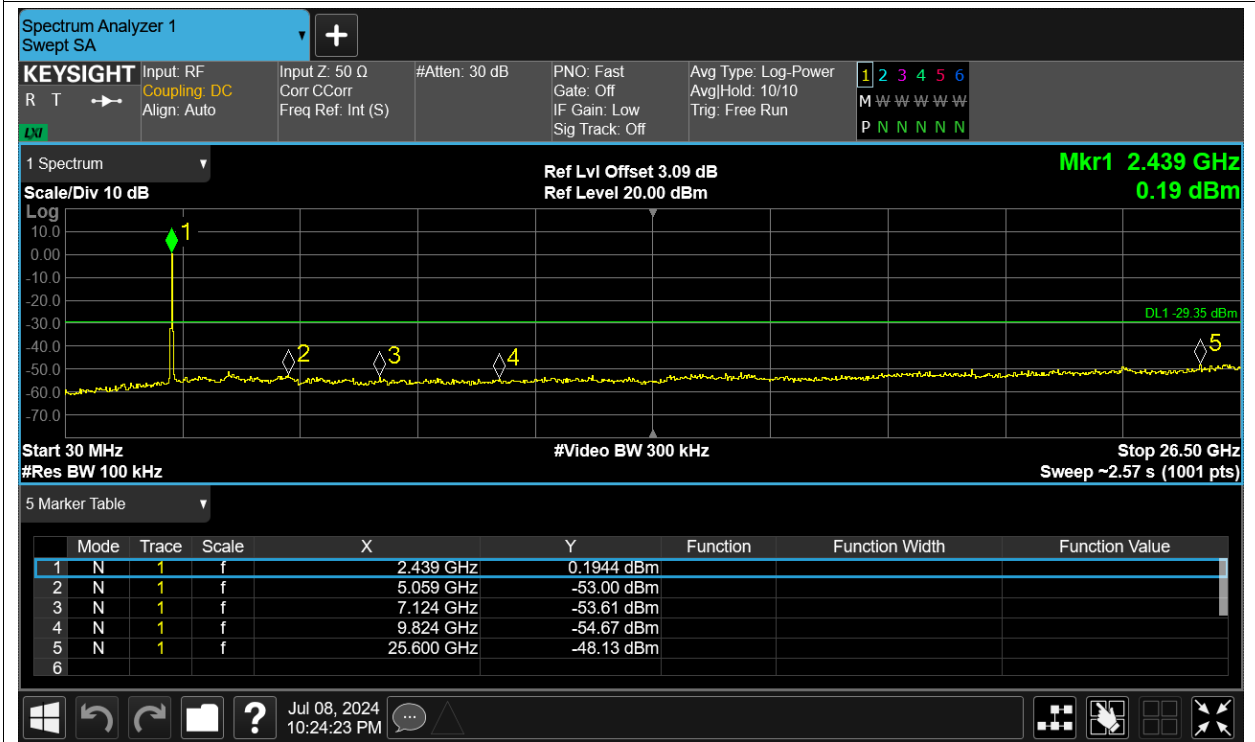 Spectrum Analyzer 1
Swept SA
+
KEYSIGHT
R T
LXI
Input: RF
Coupling: DC
Align: Auto
Input Z: 50 Ω
Corr CCorr
Freq Ref: Int (S)
#Atten: 30 dB
PNO: Fast
Gate: Off
IF Gain: Low
Sig Track: Off
Avg Type: Log-Power
Avg|Hold: 10/10
Trig: Free Run
1 2 3 4 5 6
M W W W W W
P N N N N N
1 Spectrum
Scale/Div 10 dB
Ref Lvl Offset 3.09 dB
Ref Level 20.00 dBm
Mkr1 2.439 GHz
0.19 dBm
Log
10.0
0.00
-10.0
-20.0
-30.0
-40.0
-50.0
-60.0
-70.0
1
2
3
4
5
DL1 -29.35 dBm
Start 30 MHz
#Res BW 100 kHz
#Video BW 300 kHz
Stop 26.50 GHz
Sweep ~2.57 s (1001 pts)
5 Marker Table
Mode Trace Scale X Y Function Function Width Function Value
1 N 1 f 2.439 GHz 0.1944 dBm
2 N 1 f 5.059 GHz -53.00 dBm
3 N 1 f 7.124 GHz -53.61 dBm
4 N 1 f 9.824 GHz -54.67 dBm
5 N 1 f 25.600 GHz -48.13 dBm
6
?
Jul 08, 2024
10:24:23 PM